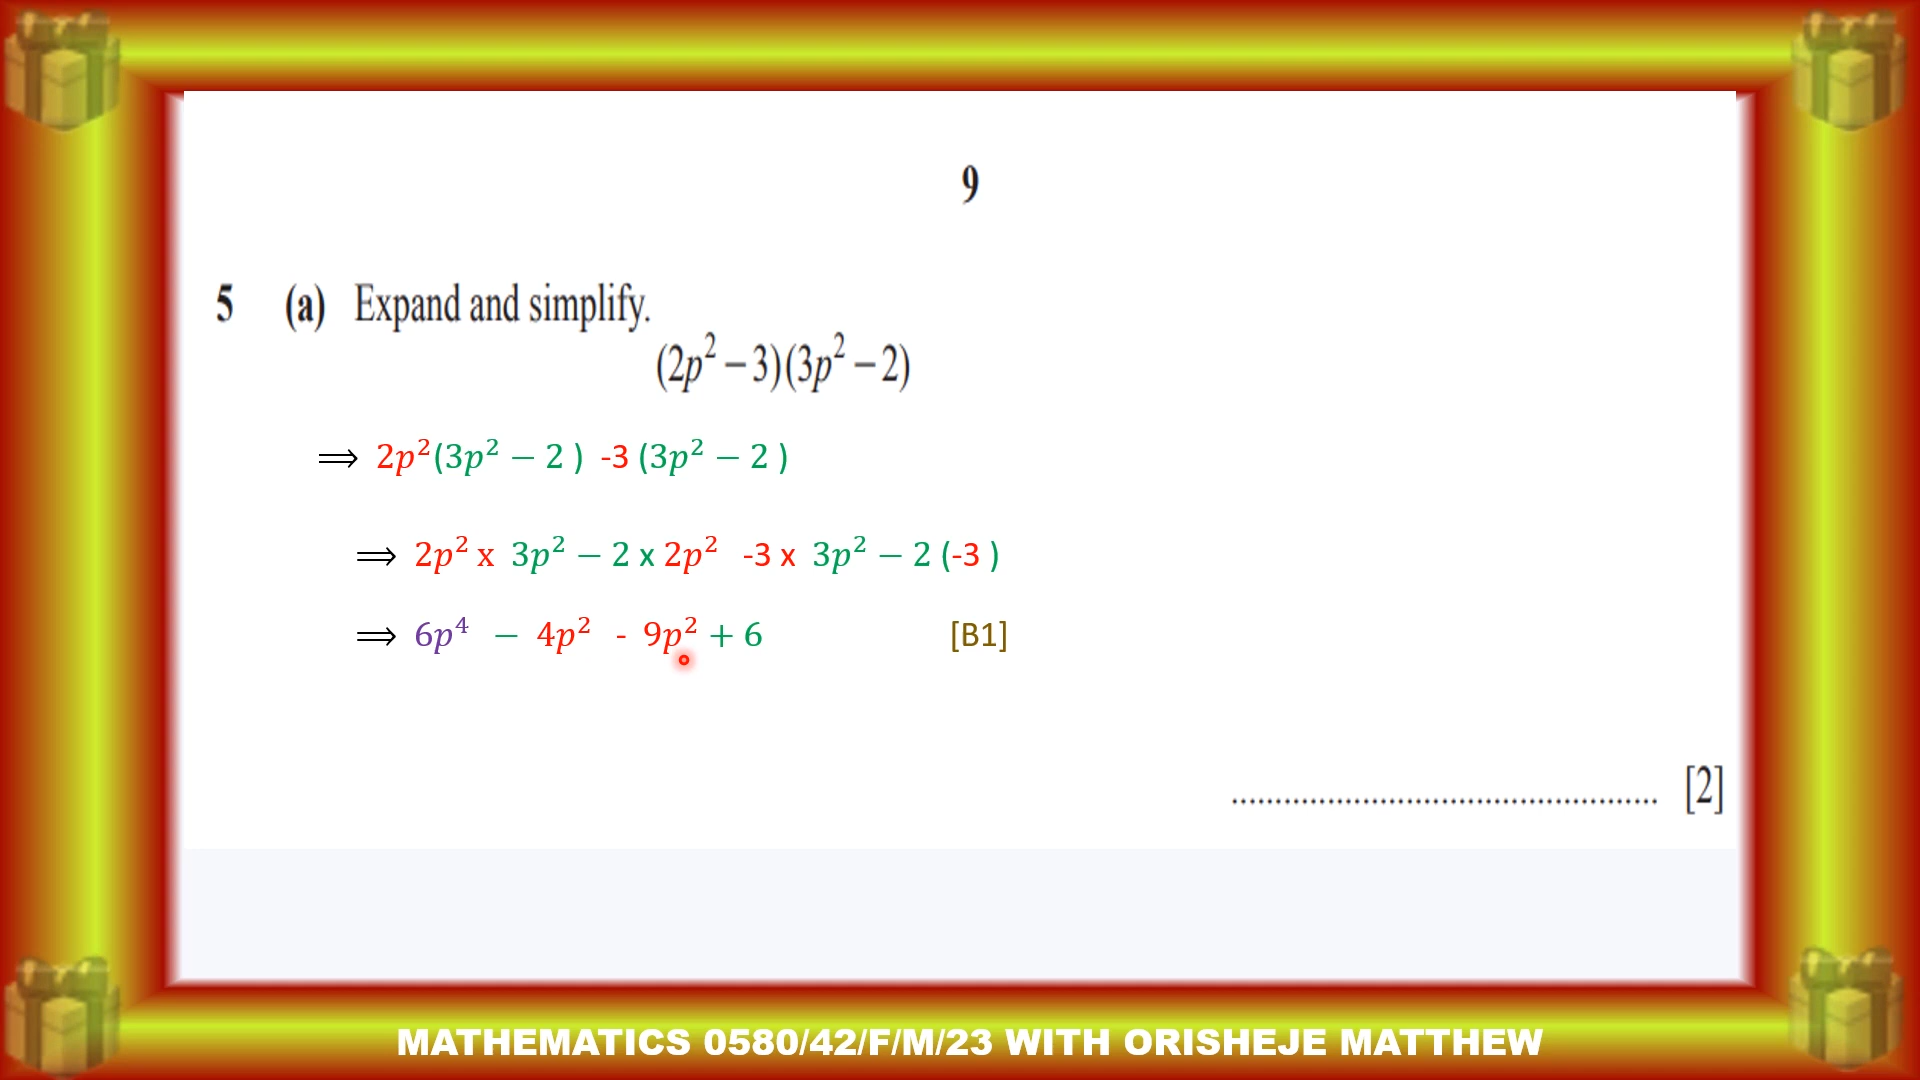 9
5 (a) Expand and simplify.
(2p² – 3)(3p² – 2)
⟹ 2p²(3p² − 2 ) -3 (3p² − 2 )
⟹ 2p² x 3p² − 2 x 2p² -3 x 3p² − 2 (-3 )
⟹ 6p⁴ − 4p² - 9p² + 6 [B1]
................................................ [2]
MATHEMATICS 0580/42/F/M/23 WITH ORISHEJE MATTHEW